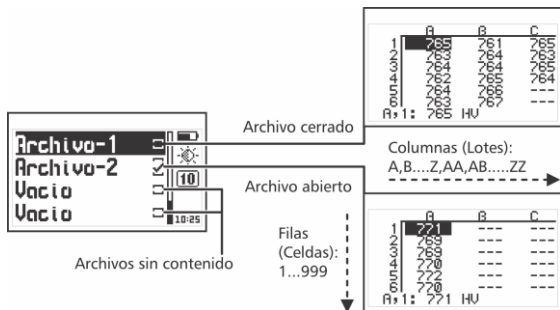 A B C
1 765 761 765
2 763 764 763
3 764 764 765
4 762 765 764
5 764 766 ---
6 763 767 ---
A,1: 765 HV
Archivo cerrado
Archivo-1
Archivo-2
Vacio
Vacio
10
10:25
Columnas (Lotes):
A,B....Z,AA,AB.....ZZ
Archivo abierto
Filas
(Celdas):
1...999
Archivos sin contenido
A B C
1 771 --- ---
2 769 --- ---
3 769 --- ---
4 770 --- ---
5 772 --- ---
6 770 --- ---
A,1: 771 HV